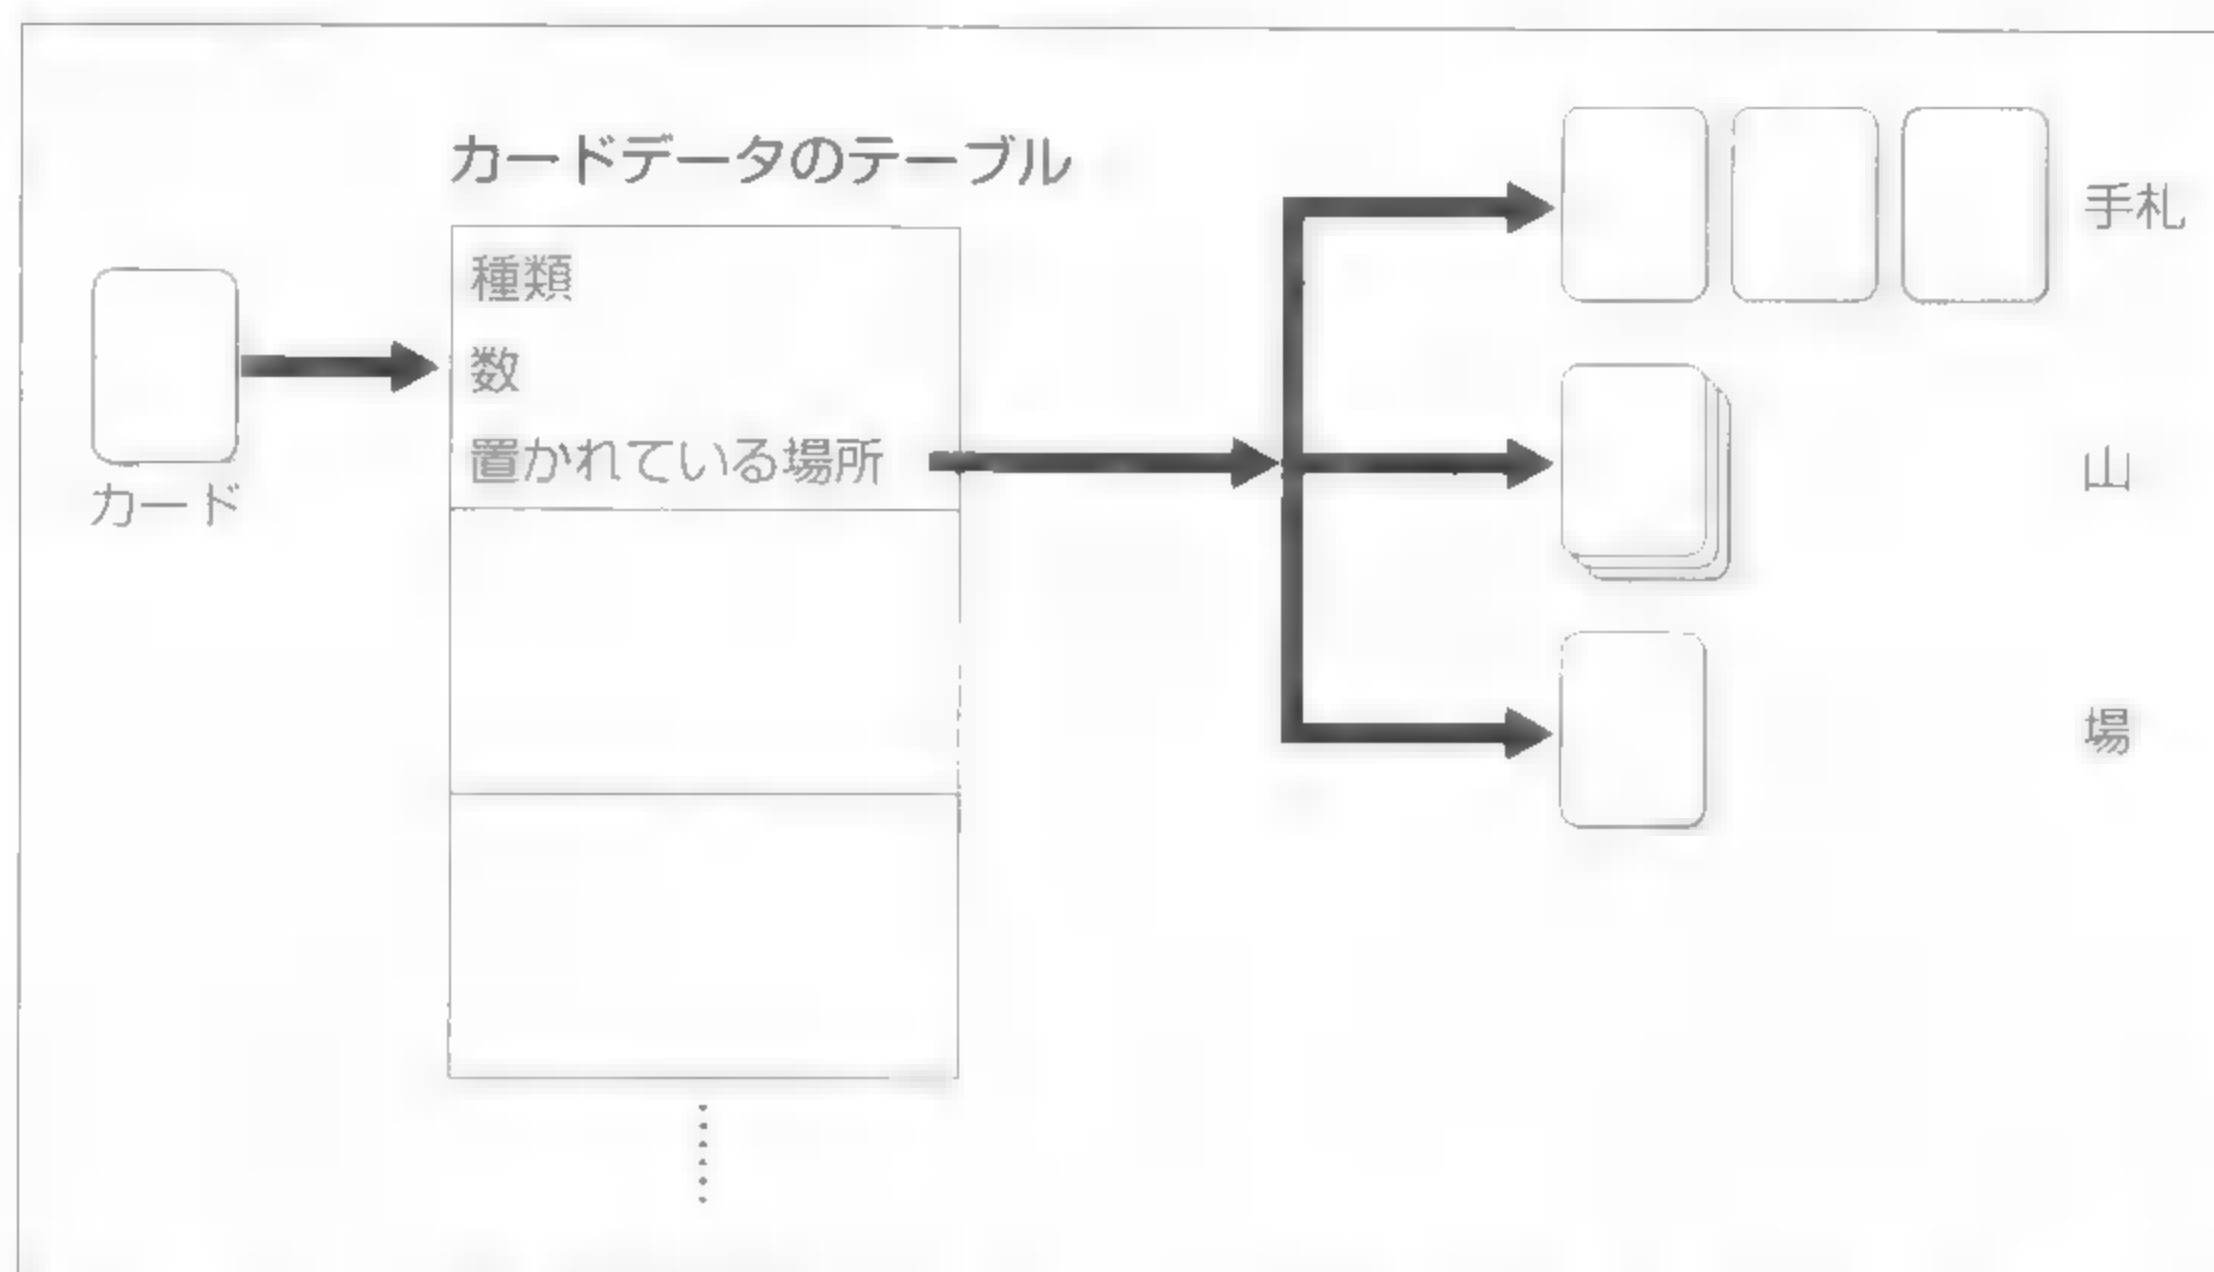 カードデータのテーブル
カード
種類
数
置かれている場所
手札
山
場